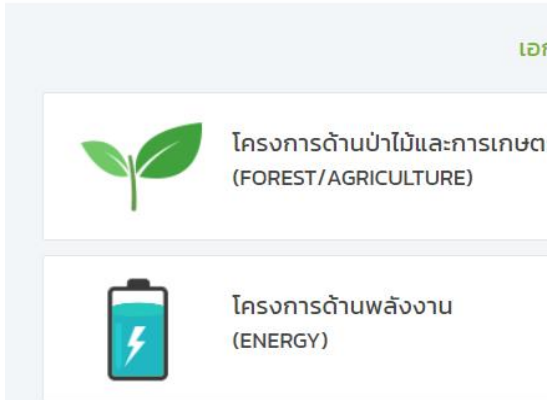 เอก
โครงการด้านป่าไม้และการเกษต
(FOREST/AGRICULTURE)
โครงการด้านพลังงาน
(ENERGY)